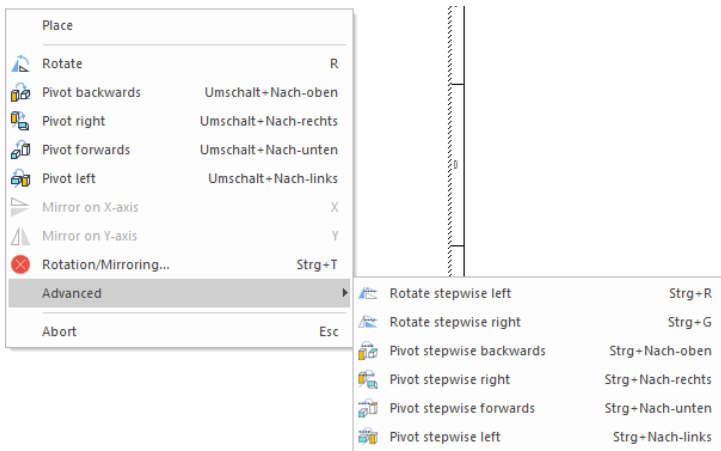 Place
Rotate R
Pivot backwards Umschalt+Nach-oben
Pivot right Umschalt+Nach-rechts
Pivot forwards Umschalt+Nach-unten
Pivot left Umschalt+Nach-links
Mirror on X-axis X
Mirror on Y-axis Y
Rotation/Mirroring... Strg+T
Advanced
Abort Esc
Rotate stepwise left Strg+R
Rotate stepwise right Strg+G
Pivot stepwise backwards Strg+Nach-oben
Pivot stepwise right Strg+Nach-rechts
Pivot stepwise forwards Strg+Nach-unten
Pivot stepwise left Strg+Nach-links
D